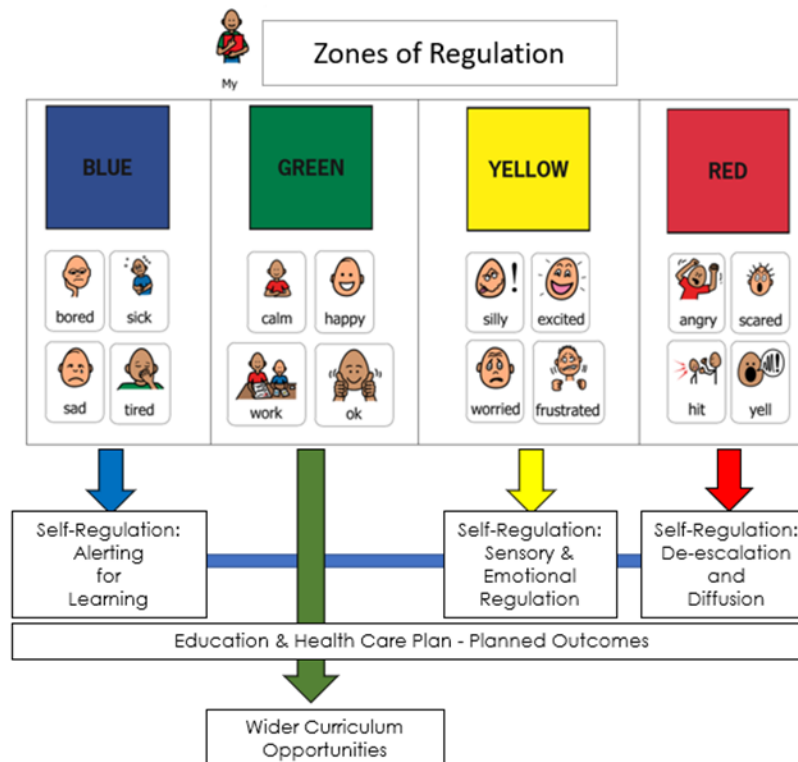 Zones of Regulation
My
BLUE
GREEN
YELLOW
RED
bored
sick
calm
happy
silly
excited
angry
scared
sad
tired
work
ok
worried
frustrated
hit
yell
Self-Regulation:
Alerting
for
Learning
Self-Regulation:
Sensory &
Emotional
Regulation
Self-Regulation:
De-escalation
and
Diffusion
Education & Health Care Plan - Planned Outcomes
Wider Curriculum
Opportunities